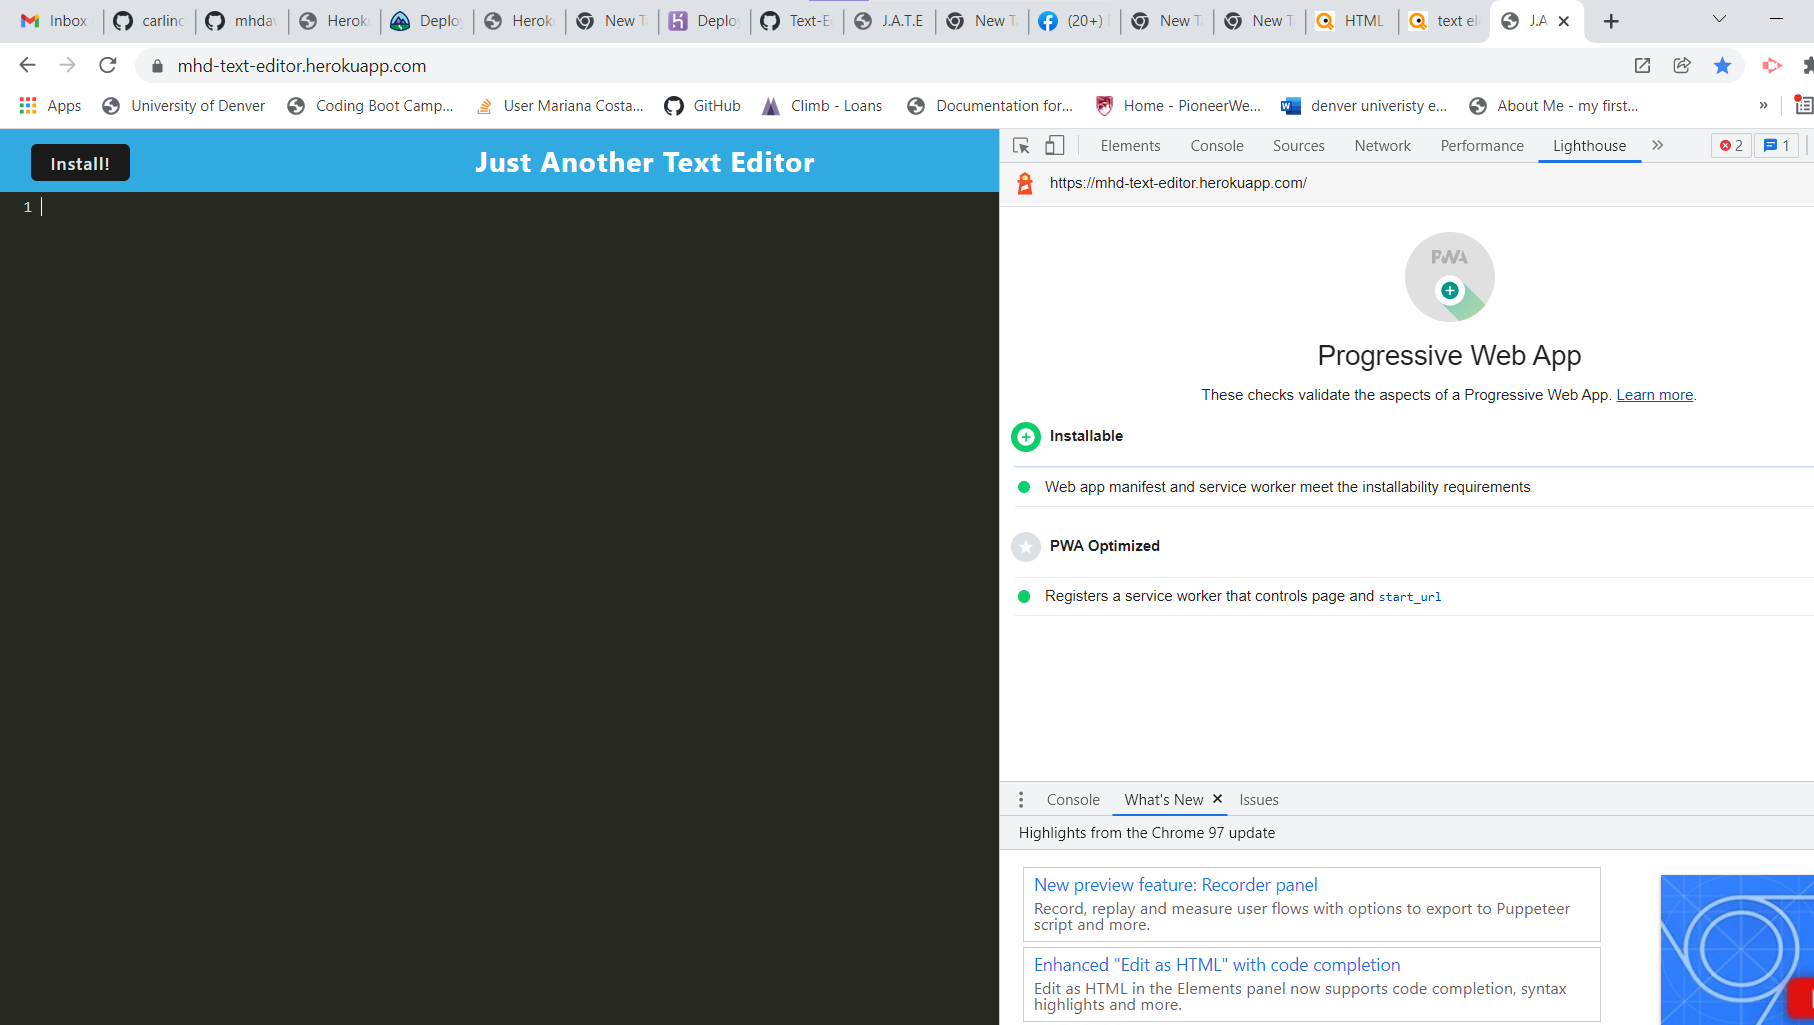 Inbox
carlinc
mhdav
Heroku
Deploy
Heroku
New T
Deploy
Text-E
J.A.T.E
New T
(20+)
New T
New T
HTML
text el
J.A
mhd-text-editor.herokuapp.com
Apps University of Denver Coding Boot Camp... User Mariana Costa... GitHub Climb - Loans Documentation for... Home - PioneerWe... denver univeristy e... About Me - my first... »
Install!
Just Another Text Editor
1
Elements Console Sources Network Performance Lighthouse » 2 1
https://mhd-text-editor.herokuapp.com/
PWA
Progressive Web App
These checks validate the aspects of a Progressive Web App. Learn more.
Installable
Web app manifest and service worker meet the installability requirements
PWA Optimized
Registers a service worker that controls page and start_url
Console What's New Issues
Highlights from the Chrome 97 update
New preview feature: Recorder panel
Record, replay and measure user flows with options to export to Puppeteer
script and more.
Enhanced "Edit as HTML" with code completion
Edit as HTML in the Elements panel now supports code completion, syntax
highlights and more.